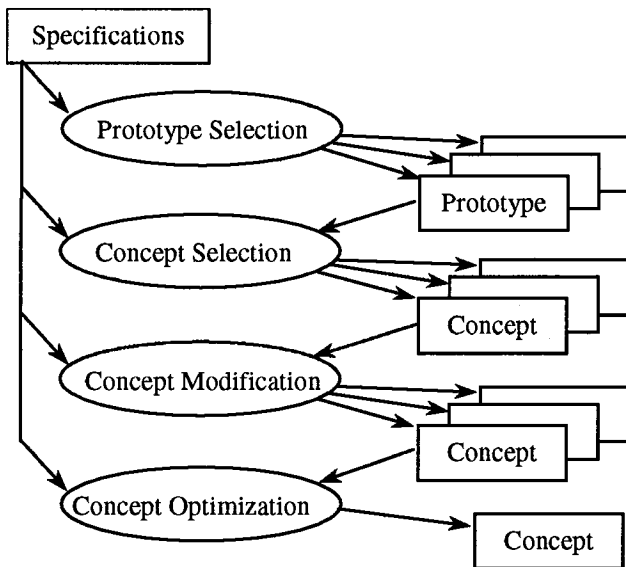 Specifications
Prototype Selection
Prototype
Concept Selection
Concept
Concept Modification
Concept
Concept Optimization
Concept